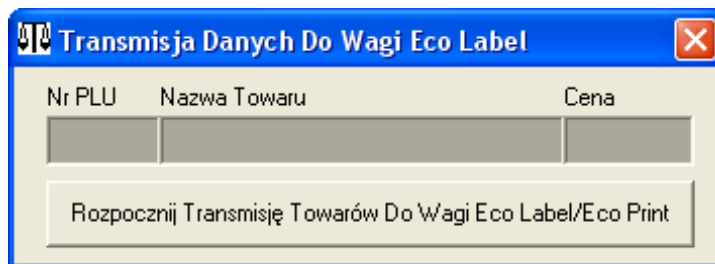 Transmisja Danych Do Wagi Eco Label
Nr PLU Nazwa Towaru Cena
Rozpocznij Transmisję Towarów Do Wagi Eco Label/Eco Print